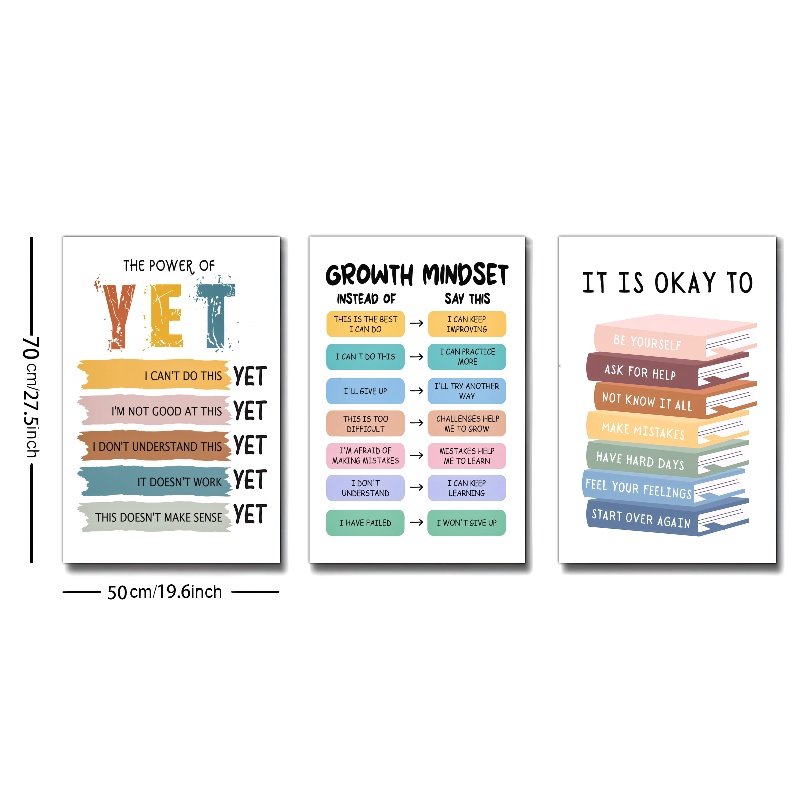 70cm/27.5inch
50cm/19.6inch
THE POWER OF
YET
I CAN'T DO THIS YET
I'M NOT GOOD AT THIS YET
I DON'T UNDERSTAND THIS YET
IT DOESN'T WORK YET
THIS DOESN'T MAKE SENSE YET
GROWTH MINDSET
INSTEAD OF
SAY THIS
THIS IS THE BEST
I CAN DO
I CAN KEEP
IMPROVING
I CAN'T DO THIS
I CAN PRACTICE
MORE
I'LL GIVE UP
I'LL TRY ANOTHER
WAY
THIS IS TOO
DIFFICULT
CHALLENGES HELP
ME TO GROW
I'M AFRAID OF
MAKING MISTAKES
MISTAKES HELP
ME TO LEARN
I DON'T
UNDERSTAND
I CAN KEEP
LEARNING
I HAVE FAILED
I WON'T GIVE UP
IT IS OKAY TO
BE YOURSELF
ASK FOR HELP
NOT KNOW IT ALL
MAKE MISTAKES
HAVE HARD DAYS
FEEL YOUR FEELINGS
START OVER AGAIN